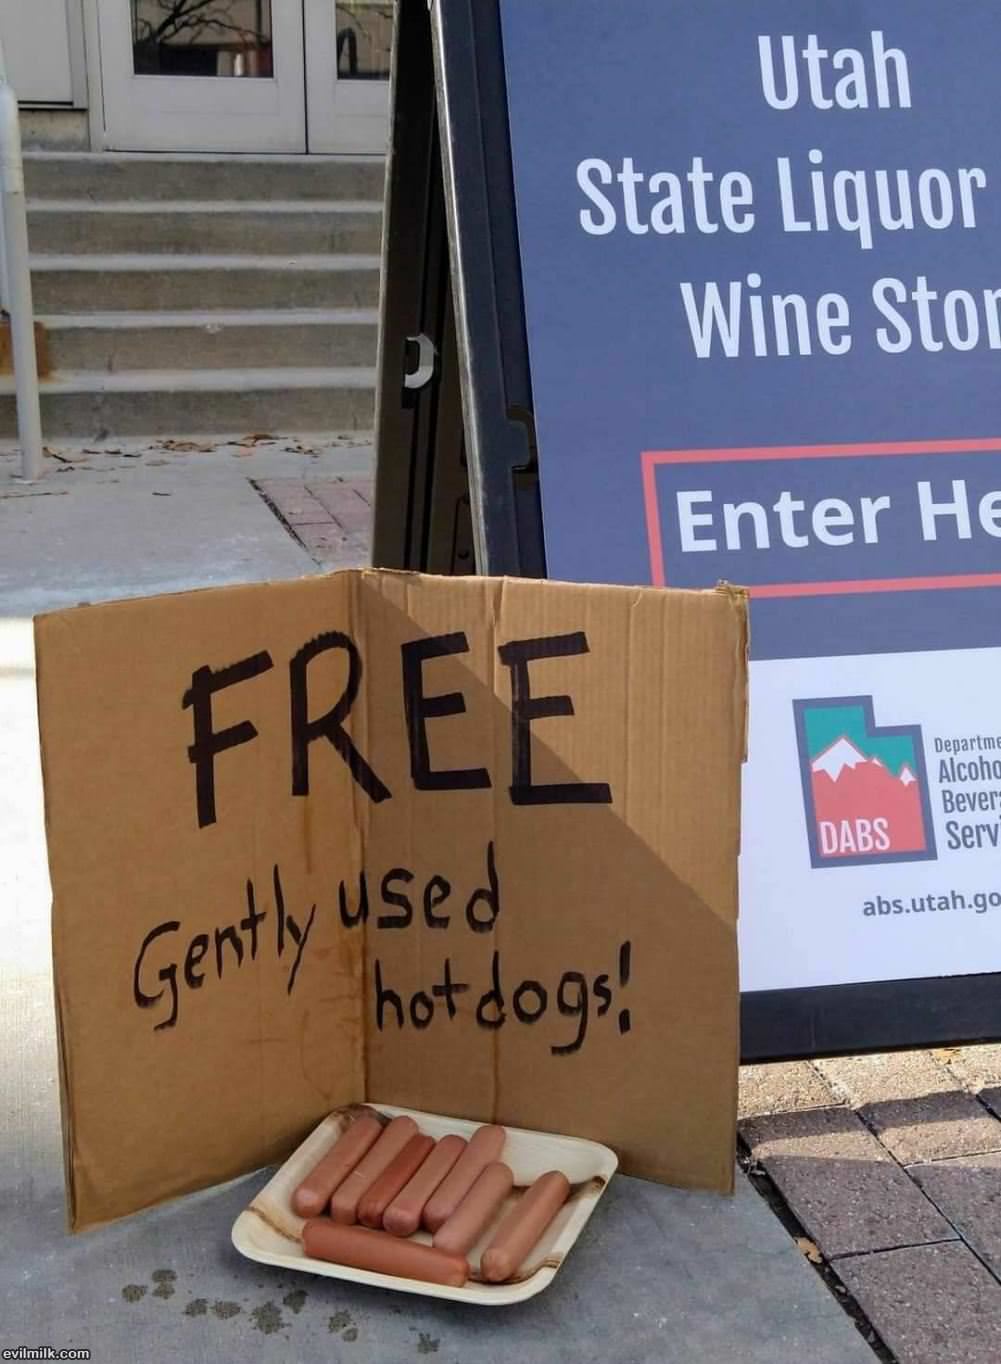 Utah
State Liquor
Wine Stor
Enter He
DABS
Departme
Alcoho
Bever
Servi
abs.utah.go
FREE
Gently used
hotdogs!
evilmilk.com